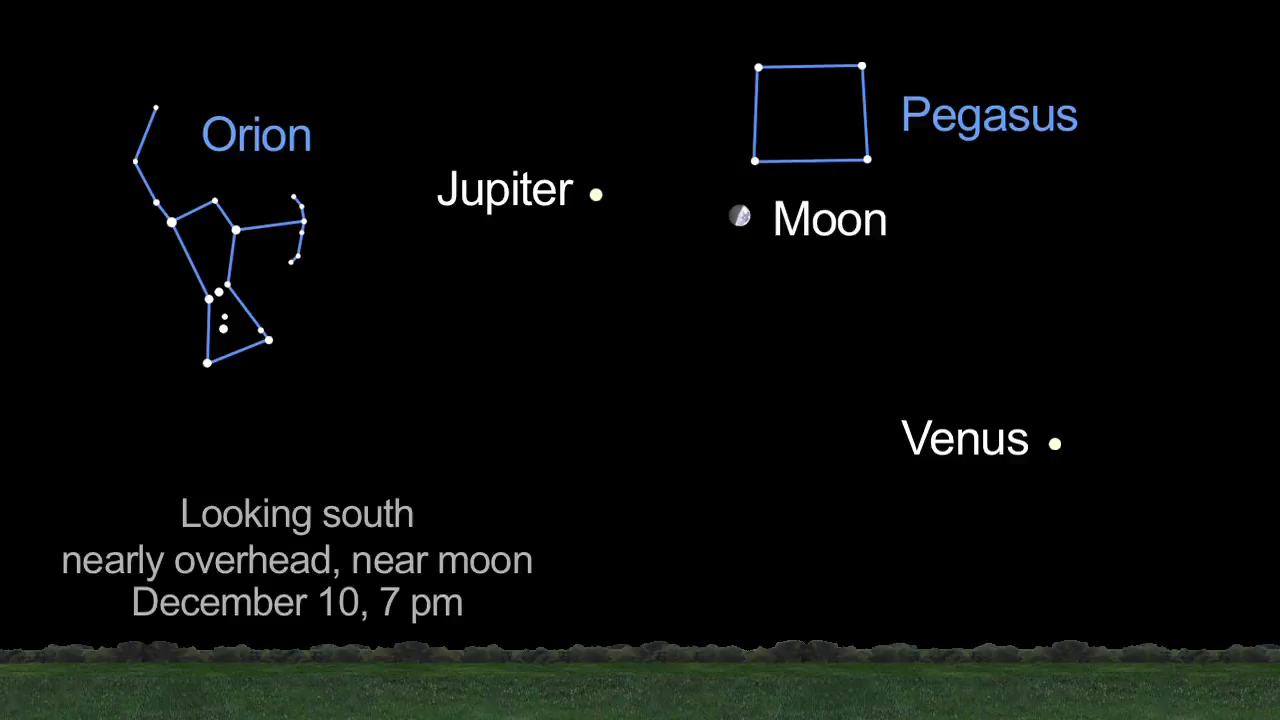 Orion
Pegasus
Jupiter
Moon
Venus
Looking south
nearly overhead, near moon
December 10, 7 pm